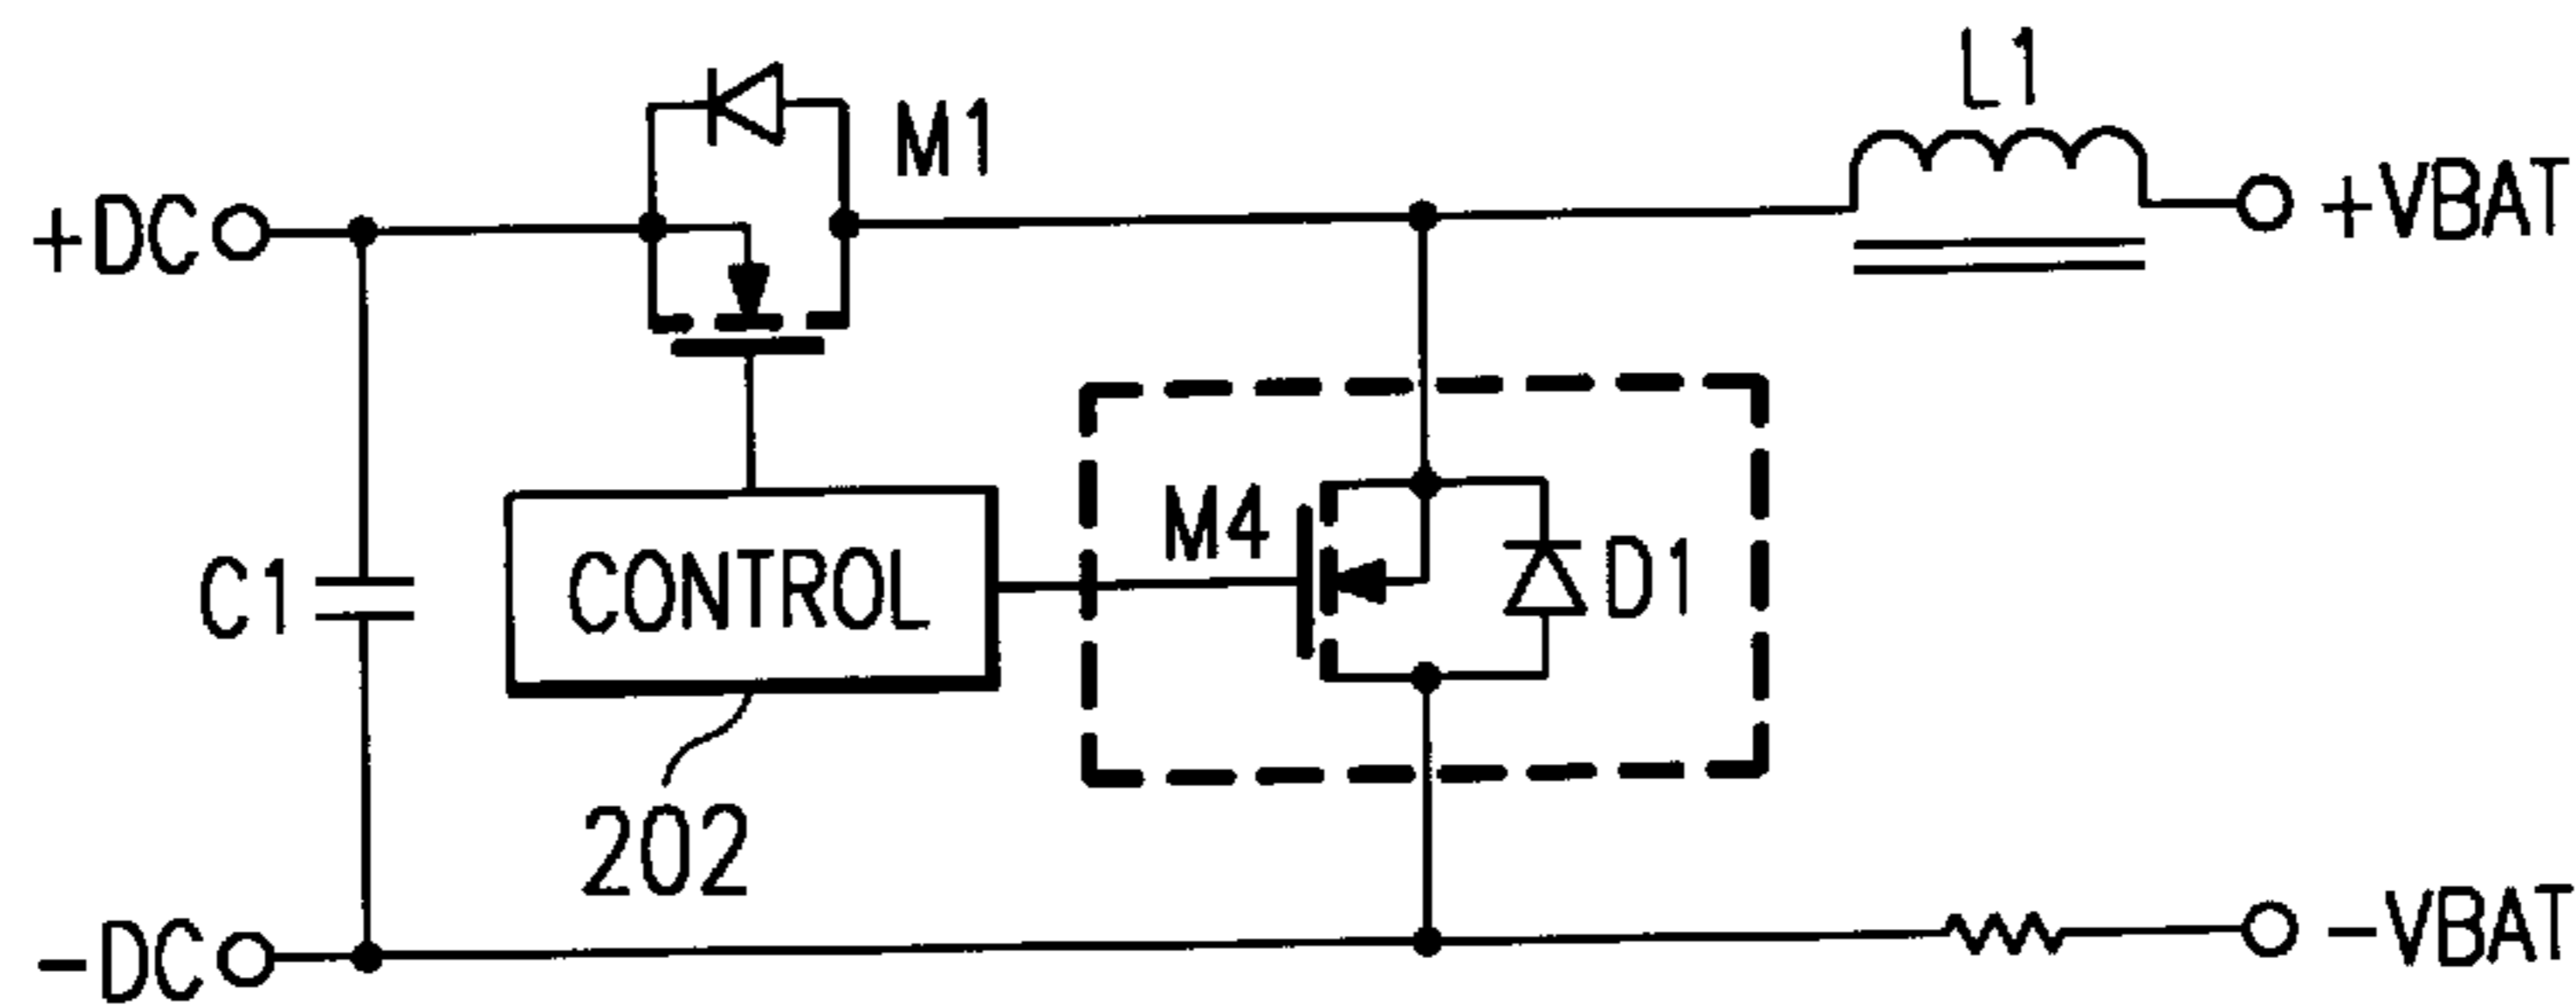 L1
M1
+DC
+VBAT
M4
D1
C1
CONTROL
202
-DC
-VBAT